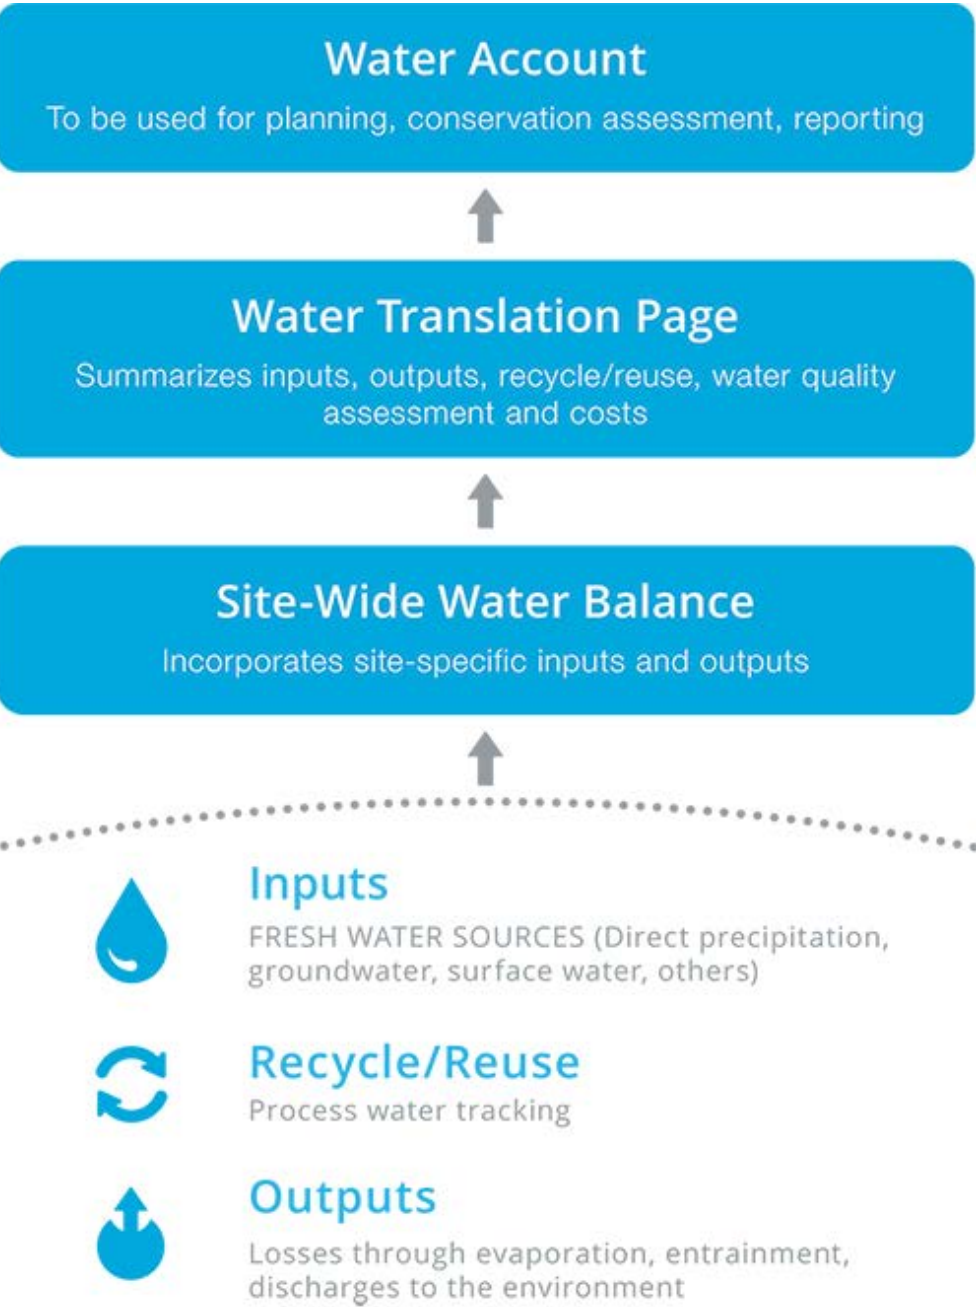 Water Account
To be used for planning, conservation assessment, reporting
Water Translation Page
Summarizes inputs, outputs, recycle/reuse, water quality
assessment and costs
Site-Wide Water Balance
Incorporates site-specific inputs and outputs
Inputs
FRESH WATER SOURCES (Direct precipitation,
groundwater, surface water, others)
Recycle/Reuse
Process water tracking
Outputs
Losses through evaporation, entrainment,
discharges to the environment